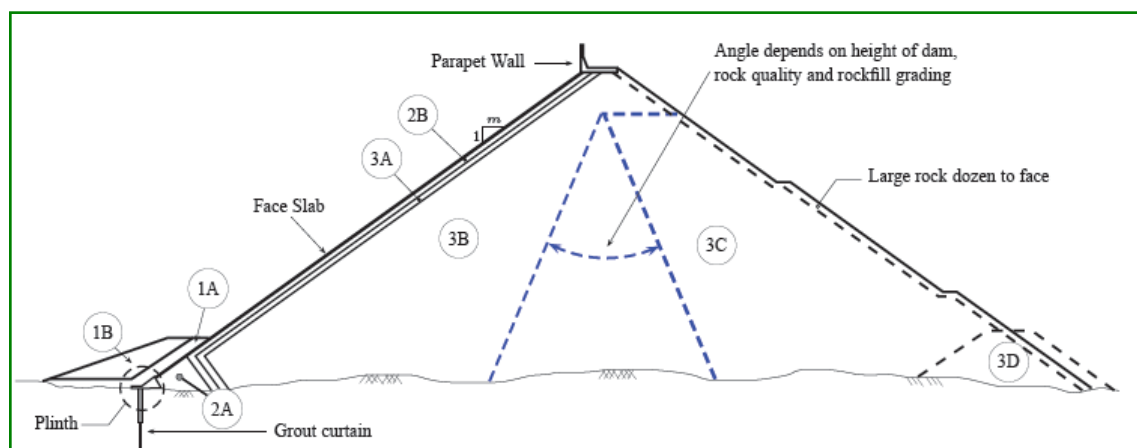 Parapet Wall
Angle depends on height of dam,
rock quality and rockfill grading
2B
m
1
3A
Large rock dozen to face
Face Slab
3B
3C
1A
1B
3D
2A
Plinth
Grout curtain